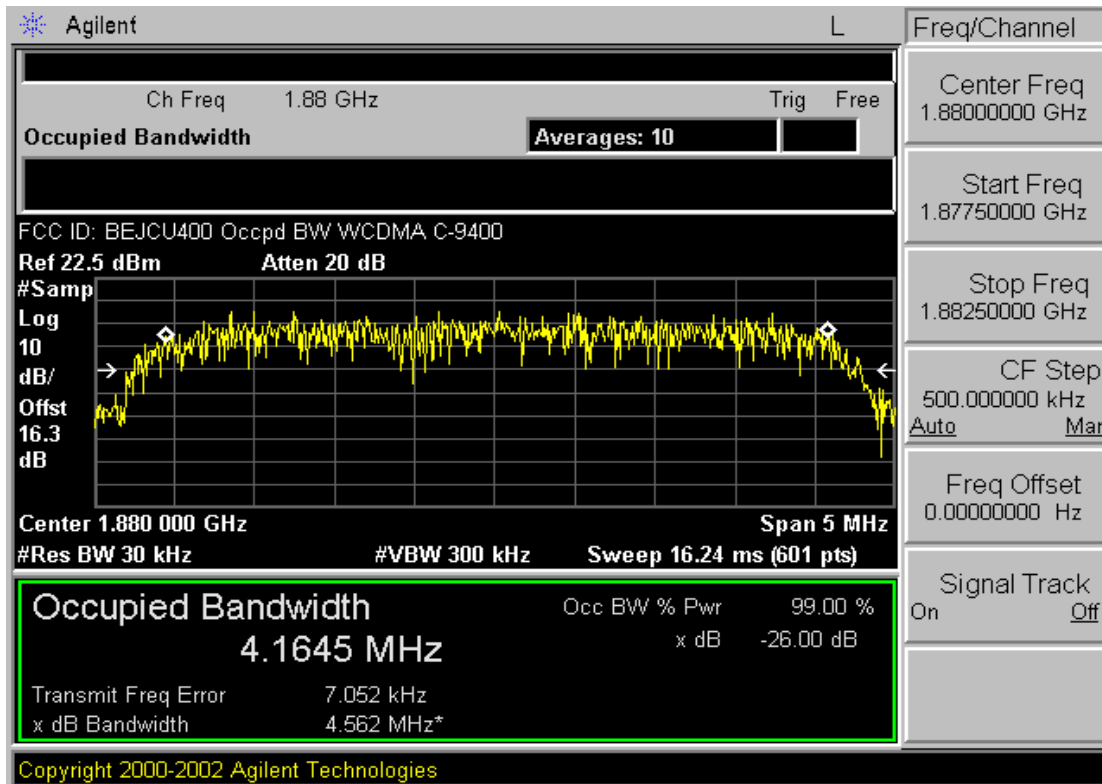 Agilent L
Freq/Channel
Ch Freq 1.88 GHz Trig Free
Occupied Bandwidth Averages: 10
FCC ID: BEJCU400 Occpd BW WCDMA C-9400
Ref 22.5 dBm Atten 20 dB
#Samp
Log
10
dB/
Offst
16.3
dB
Center 1.880 000 GHz Span 5 MHz
#Res BW 30 kHz #VBW 300 kHz Sweep 16.24 ms (601 pts)
Occupied Bandwidth Occ BW % Pwr 99.00 %
4.1645 MHz x dB -26.00 dB
Transmit Freq Error 7.052 kHz
x dB Bandwidth 4.562 MHz*
Copyright 2000-2002 Agilent Technologies
Center Freq
1.88000000 GHz
Start Freq
1.87750000 GHz
Stop Freq
1.88250000 GHz
CF Step
500.000000 kHz
Auto Man
Freq Offset
0.00000000 Hz
Signal Track
On Off